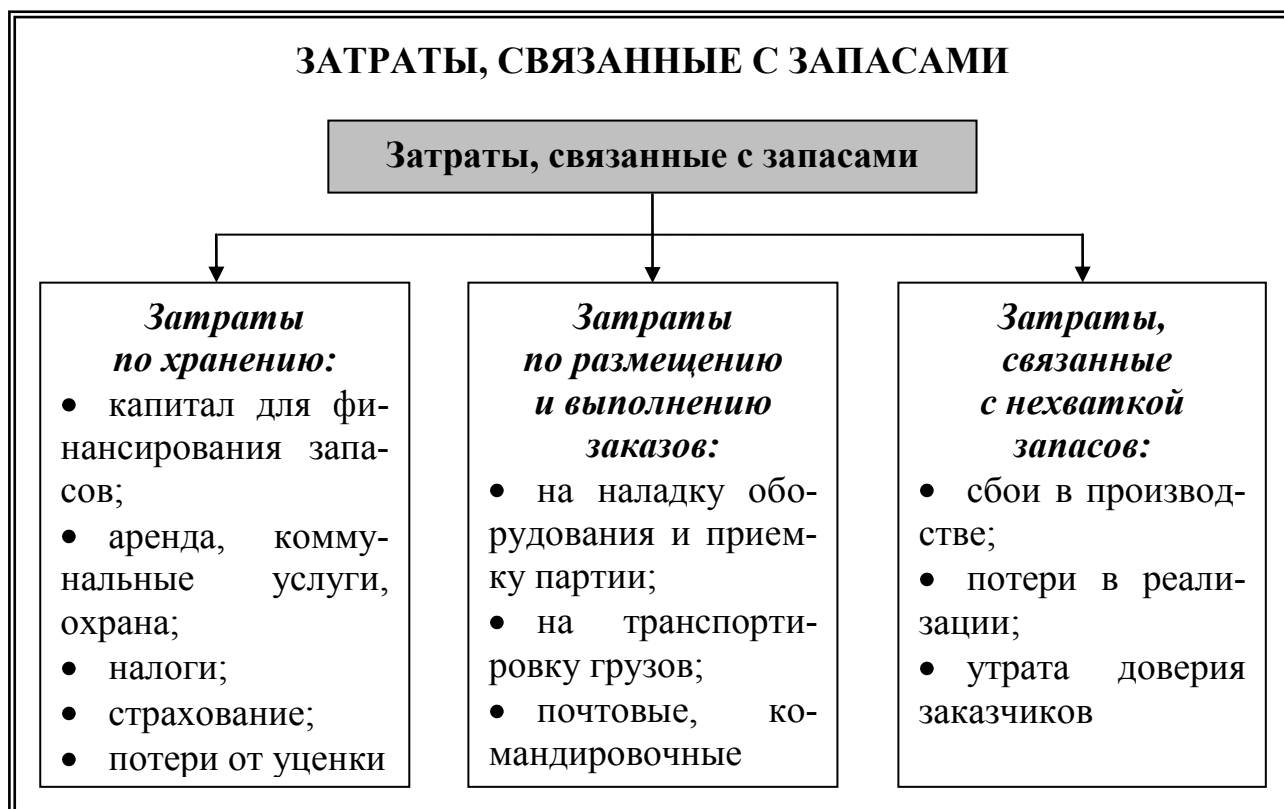 ЗАТРАТЫ, СВЯЗАННЫЕ С ЗАПАСАМИ
Затраты, связанные с запасами
Затраты
по хранению:
• капитал для фи-
нансирования запа-
сов;
• аренда, комму-
нальные услуги,
охрана;
• налоги;
• страхование;
• потери от уценки
Затраты
по размещению
и выполнению
заказов:
• на наладку обо-
рудования и прием-
ку партии;
• на транспорти-
ровку грузов;
• почтовые, ко-
мандировочные
Затраты,
связанные
с нехваткой
запасов:
• сбои в производ-
стве;
• потери в реали-
зации;
• утрата доверия
заказчиков